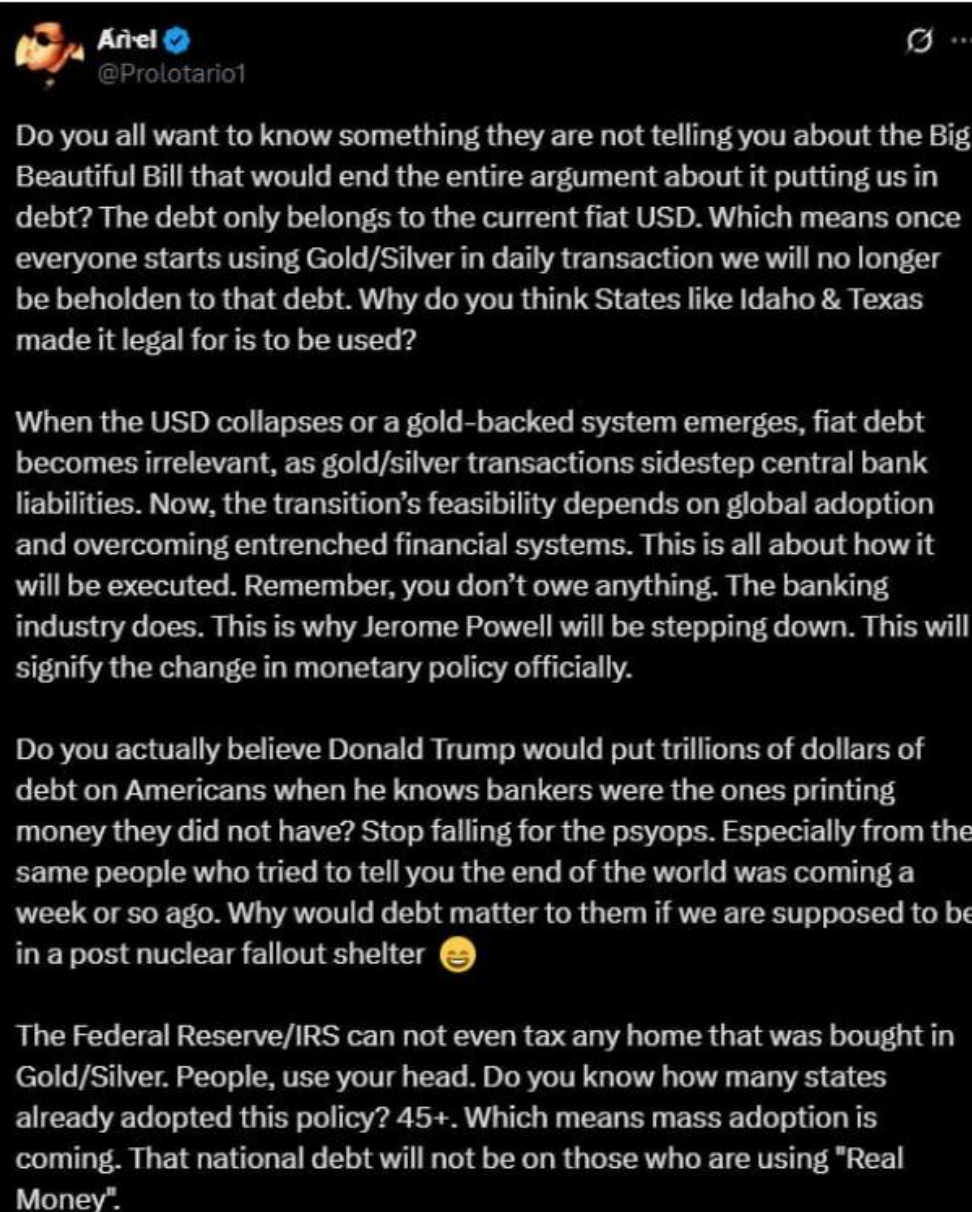 Ariel
@Prolotario1
Do you all want to know something they are not telling you about the Big
Beautiful Bill that would end the entire argument about it putting us in
debt? The debt only belongs to the current fiat USD. Which means once
everyone starts using Gold/Silver in daily transaction we will no longer
be beholden to that debt. Why do you think States like Idaho & Texas
made it legal for is to be used?
When the USD collapses or a gold-backed system emerges, fiat debt
becomes irrelevant, as gold/silver transactions sidestep central bank
liabilities. Now, the transition’s feasibility depends on global adoption
and overcoming entrenched financial systems. This is all about how it
will be executed. Remember, you don’t owe anything. The banking
industry does. This is why Jerome Powell will be stepping down. This will
signify the change in monetary policy officially.
Do you actually believe Donald Trump would put trillions of dollars of
debt on Americans when he knows bankers were the ones printing
money they did not have? Stop falling for the psyops. Especially from the
same people who tried to tell you the end of the world was coming a
week or so ago. Why would debt matter to them if we are supposed to be
in a post nuclear fallout shelter 😄
The Federal Reserve/IRS can not even tax any home that was bought in
Gold/Silver. People, use your head. Do you know how many states
already adopted this policy? 45+. Which means mass adoption is
coming. That national debt will not be on those who are using "Real
Money".